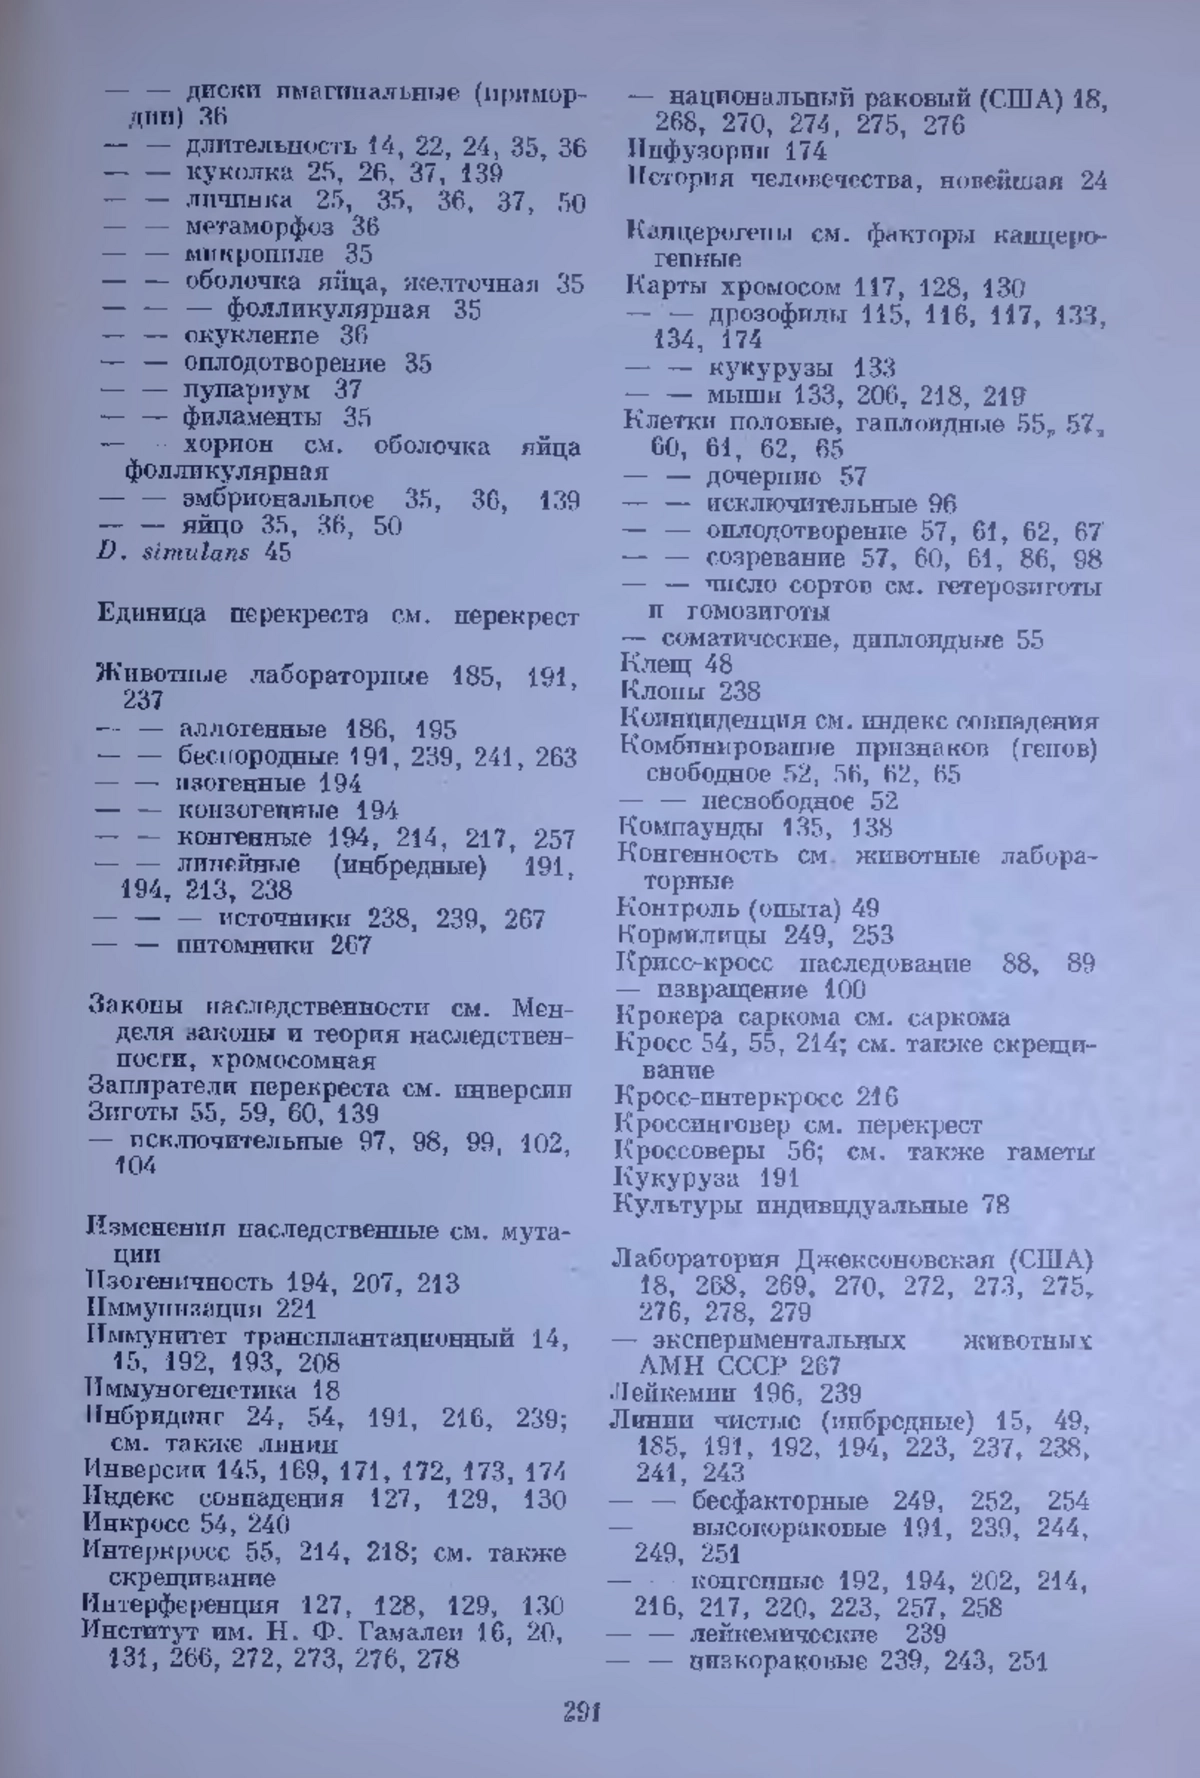 — — диски имагинальные (примор-
дии) 36
— — длительность 14, 22, 24, 35, 36
— — куколка 25, 26, 37, 139
— — личинка 25, 35, 36, 37, 50
— — метаморфоз 36
— — микропиле 35
— — оболочка яйца, желточная 35
— — — фолликулярная 35
— — окукление 36
— — оплодотворение 35
— — пупариум 37
— — филаменты 35
— — хорион см. оболочка яйца
фолликулярная
— — эмбриональное 35, 36, 139
— — яйцо 35, 36, 50
D. simulans 45
Единица перекреста см. перекрест
Животные лабораторные 185, 191,
237
— — аллогенные 186, 195
— — беспородные 191, 239, 241, 263
— — изогенные 194
— — коизогенные 194
— — конгенные 194, 214, 217, 257
— — линейные (инбредные) 191,
194, 213, 238
— — — источники 238, 239, 267
— — питомники 267
Законы наследственности см. Мен-
деля законы и теория наследствен-
ности, хромосомная
Запиратели перекреста см. инверсии
Зиготы 55, 59, 60, 139
— исключительные 97, 98, 99, 102,
104
Изменения наследственные см. мута-
ции
Изогеничность 194, 207, 213
Иммунизация 221
Иммунитет трансплантационный 14,
15, 192, 193, 208
Иммуногенетика 18
Инбридинг 24, 54, 191, 216, 239;
см. также линии
Инверсии 145, 169, 171, 172, 173, 174
Индекс совпадения 127, 129, 130
Инкросс 54, 240
Интеркросс 55, 214, 218; см. также
скрещивание
Интерференция 127, 128, 129, 130
Институт им. Н. Ф. Гамалеи 16, 20,
131, 266, 272, 273, 276, 278
— национальный раковый (США) 18,
268, 270, 274, 275, 276
Инфузории 174
История человечества, новейшая 24
Канцерогены см. факторы канцеро-
генные
Карты хромосом 117, 128, 130
— — дрозофилы 115, 116, 117, 133,
134, 174
— — кукурузы 133
— — мыши 133, 206, 218, 219
Клетки половые, гаплоидные 55, 57,
60, 61, 62, 65
— — дочерние 57
— — исключительные 96
— — оплодотворение 57, 61, 62, 67
— — созревание 57, 60, 61, 86, 98
— — число сортов см. гетерозиготы
и гомозиготы
— соматические, диплоидные 55
Клещ 48
Клопы 238
Коинциденция см. индекс совпадения
Комбинирование признаков (генов)
свободное 52, 56, 62, 65
— — несвободное 52
Компаунды 135, 138
Конгенность см. животные лабора-
торные
Контроль (опыта) 49
Кормилицы 249, 253
Крисс-кросс наследование 88, 89
— извращение 100
Крокера саркома см. саркома
Кросс 54, 55, 214; см. также скрещи-
вание
Кросс-интеркросс 216
Кроссинговер см. перекрест
Кроссоверы 56; см. также гаметы
Кукуруза 191
Культуры индивидуальные 78
Лаборатория Джексоновская (США)
18, 268, 269, 270, 272, 273, 275,
276, 278, 279
— экспериментальных животных
АМН СССР 267
Лейкемии 196, 239
Линии чистые (инбредные) 15, 49,
185, 191, 192, 194, 223, 237, 238,
241, 243
— — бесфакторные 249, 252, 254
— — высокораковые 191, 239, 244,
249, 251
— — конгенные 192, 194, 202, 214,
216, 217, 220, 223, 257, 258
— — лейкемические 239
— — низкораковые 239, 243, 251
291